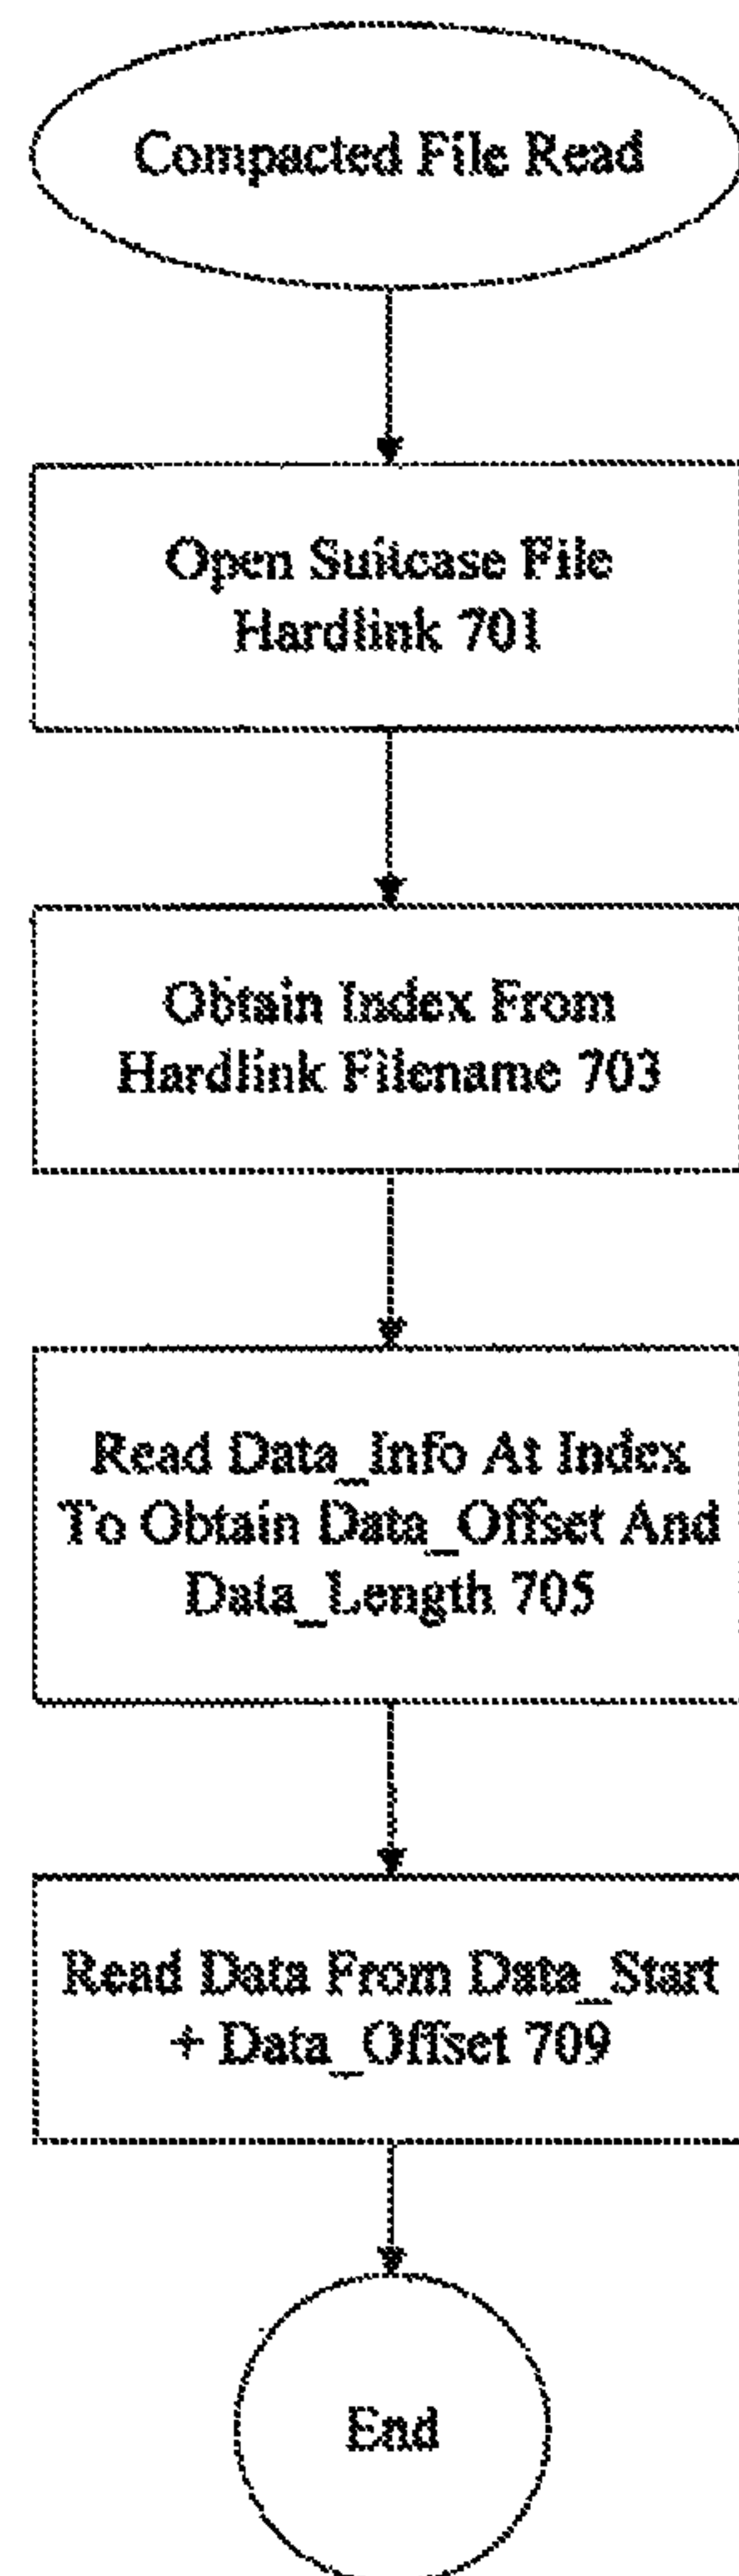 Compacted File Read
Open Suitcase File
Hardlink 701
Obtain Index From
Hardlink Filename 703
Read Data_Info At Index
To Obtain Data_Offset And
Data_Length 705
Read Data From Data_Start
+ Data_Offset 709
End